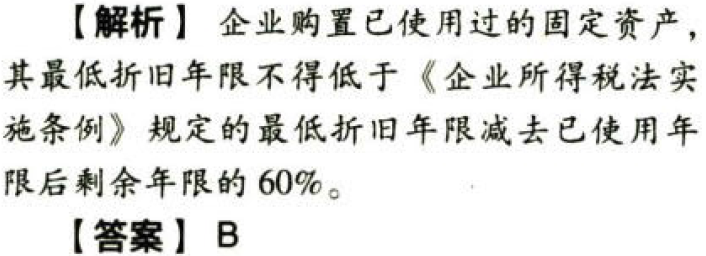 【解析】 企业购置已使用过的固定资产，
其最低折旧年限不得低于《企业所得税法实
施条例》规定的最低折旧年限减去已使用年
限后剩余年限的 60%。
【答案】 B